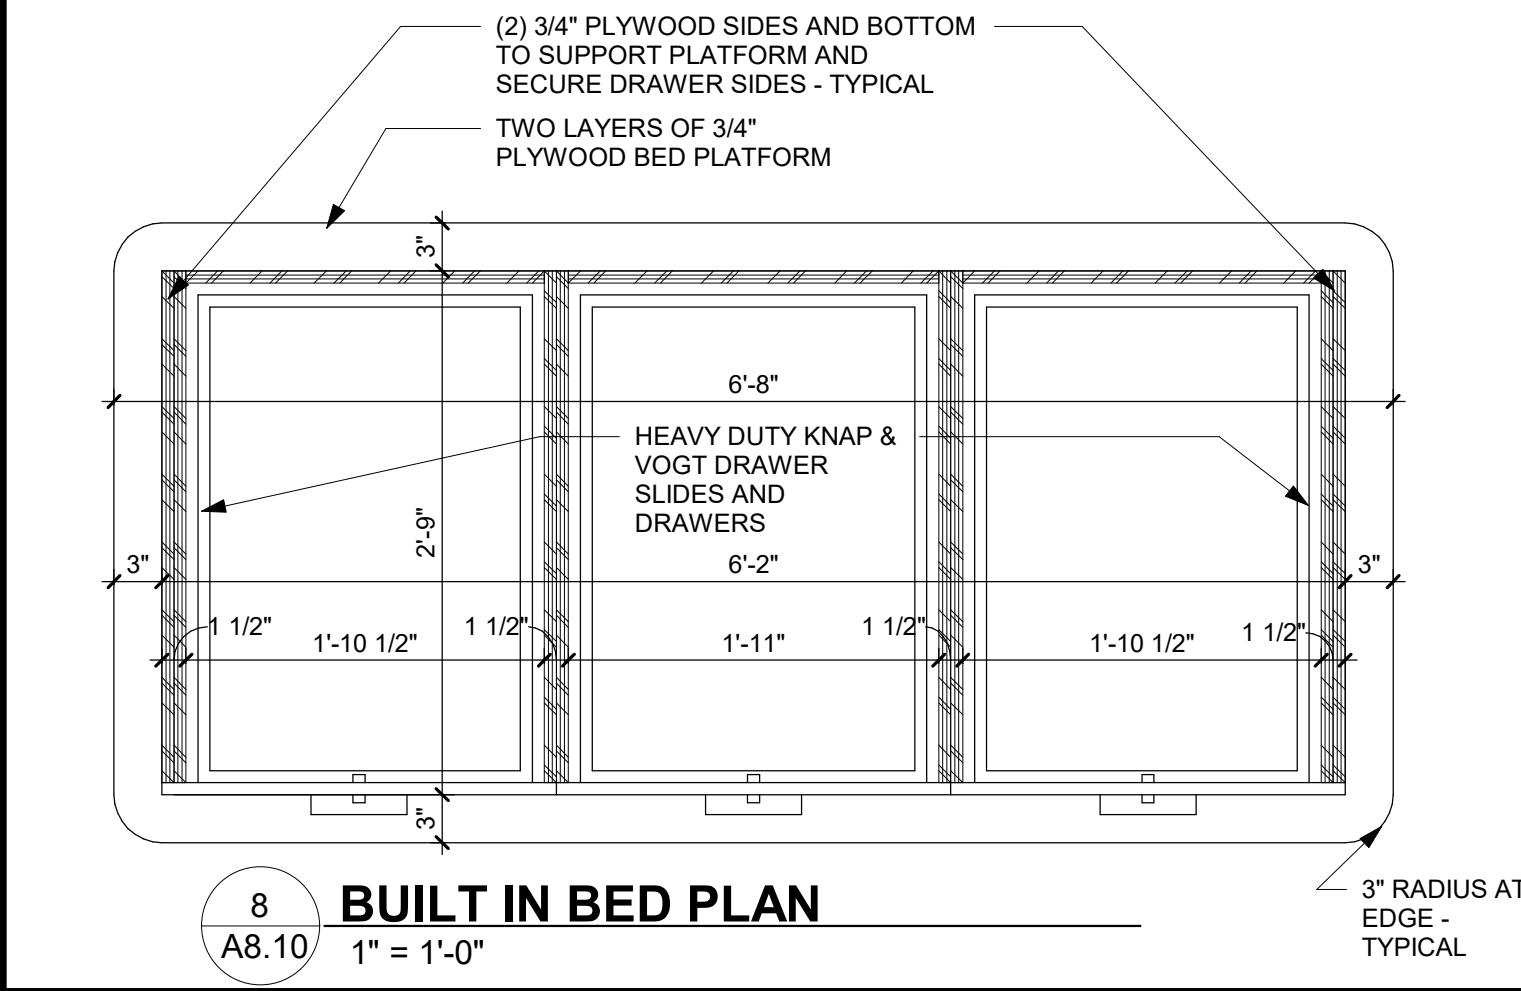 (2) 3/4" PLYWOOD SIDES AND BOTTOM
TO SUPPORT PLATFORM AND
SECURE DRAWER SIDES - TYPICAL
TWO LAYERS OF 3/4"
PLYWOOD BED PLATFORM
3"
6'-8"
HEAVY DUTY KNAP &
VOGT DRAWER
SLIDES AND
DRAWERS
2'-9"
3"
6'-2"
3"
1 1/2"
1'-10 1/2"
1 1/2"
1'-11"
1 1/2"
1'-10 1/2"
1 1/2"
3"
3" RADIUS AT
EDGE -
TYPICAL
8
A8.10
BUILT IN BED PLAN
1" = 1'-0"